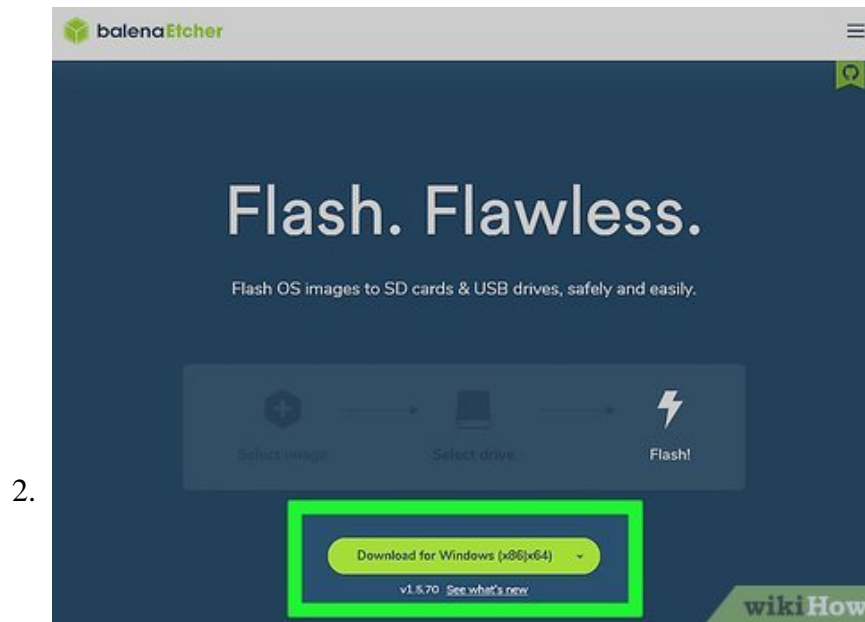 balenaEtcher
Flash. Flawless.
Flash OS images to SD cards & USB drives, safely and easily.
Select image
Select drive
Flash!
2.
Download for Windows (x86|x64)
v1.5.70 See what's new
wikiHow